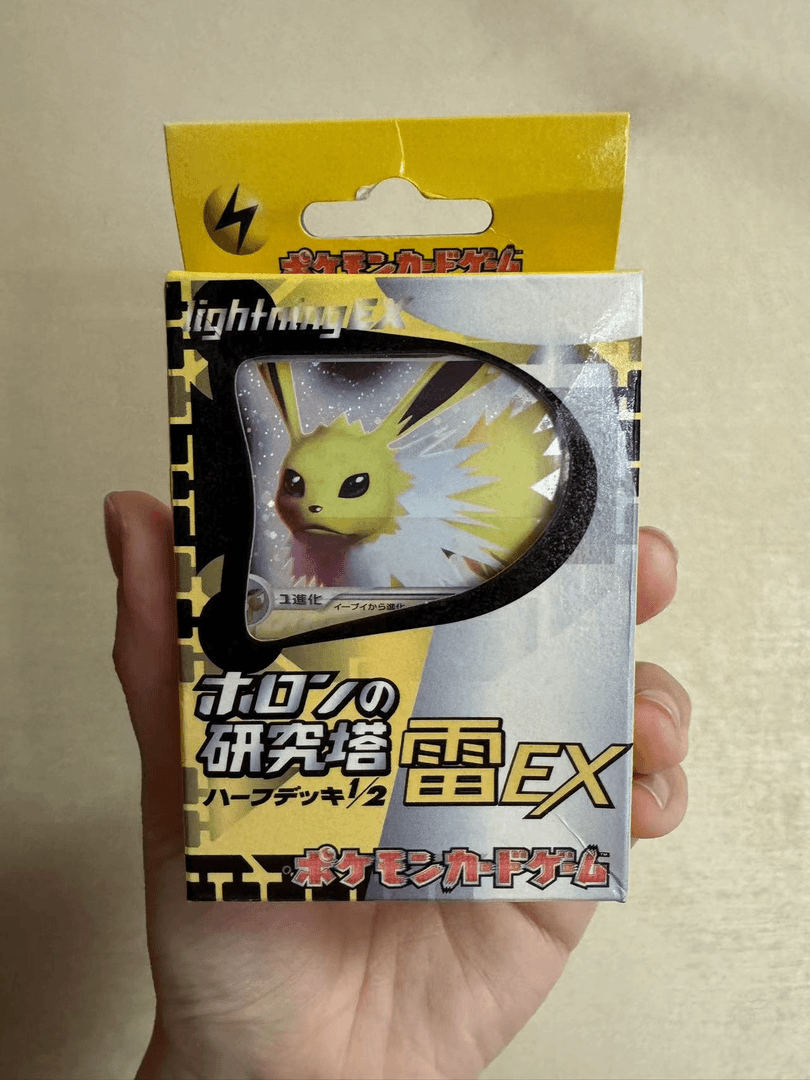 ポケモンカードゲーム
lightning EX
1進化 イーブイから進化
ホロンの
研究塔
ハーフデッキ1/2
雷EX
ポケモンカードゲーム